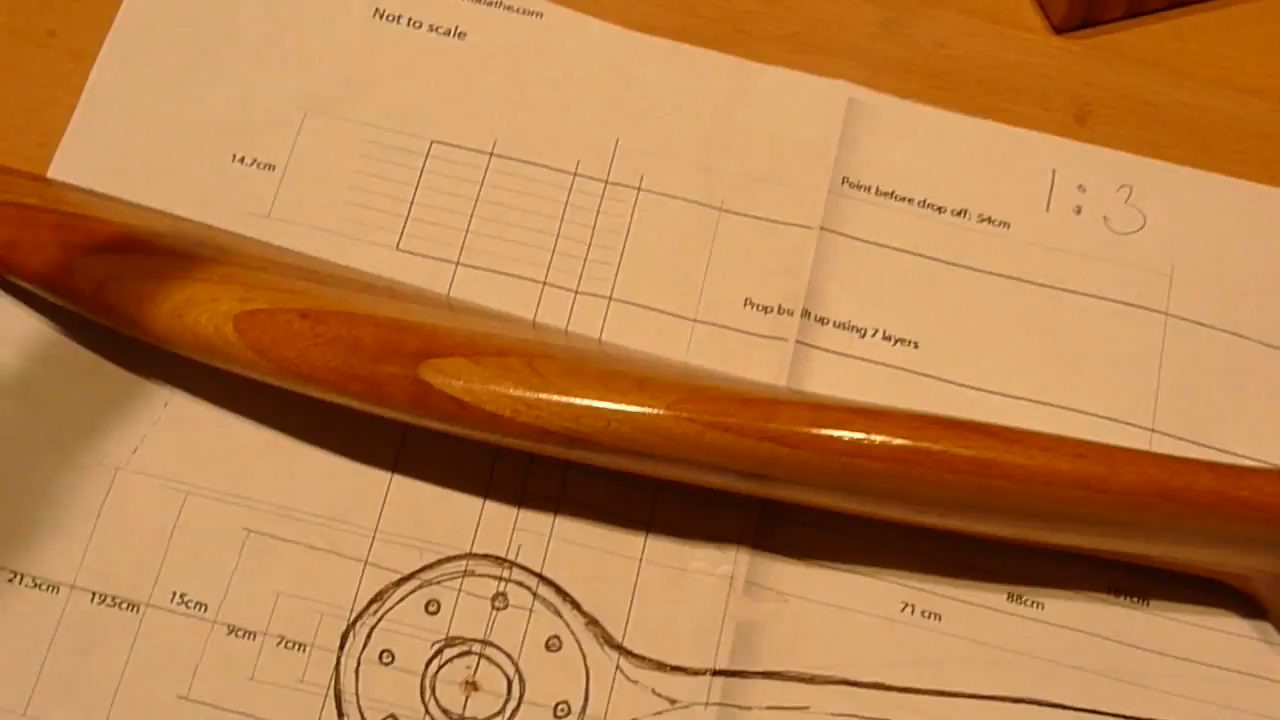 Not to scale
14.7cm
Point before drop off: 54cm
1:3
Prop built up using 7 layers
21.5cm
19.5cm
15cm
9cm
7cm
71 cm
88cm